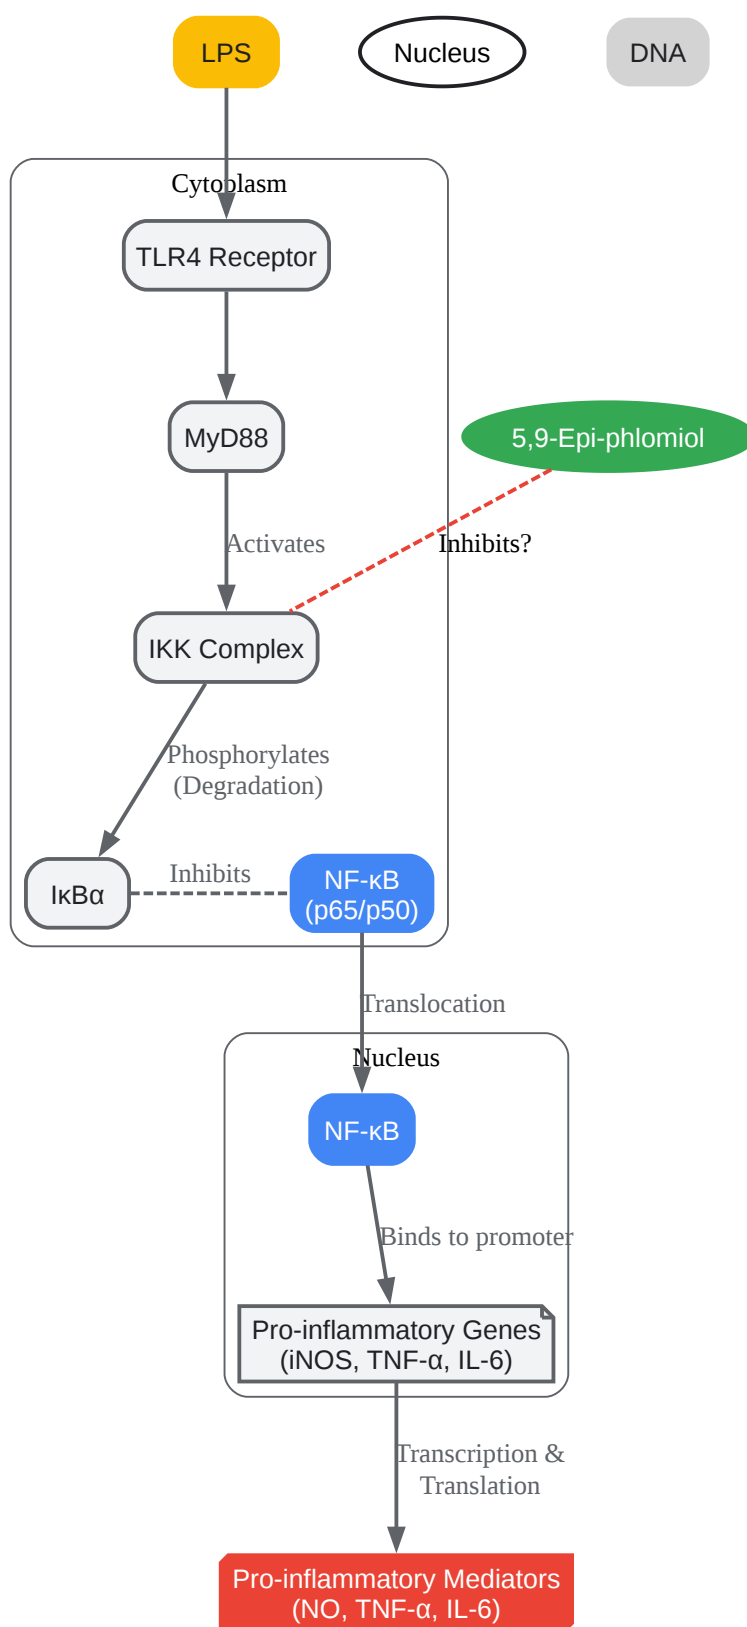 LPS
Nucleus
DNA
Cytoplasm
TLR4 Receptor
MyD88
5,9-Epi-phlomiol
Activates
Inhibits?
IKK Complex
Phosphorylates
(Degradation)
IκBα
Inhibits
NF-κB
(p65/p50)
Translocation
Nucleus
NF-κB
Binds to promoter
Pro-inflammatory Genes
(iNOS, TNF-α, IL-6)
Transcription &
Translation
Pro-inflammatory Mediators
(NO, TNF-α, IL-6)